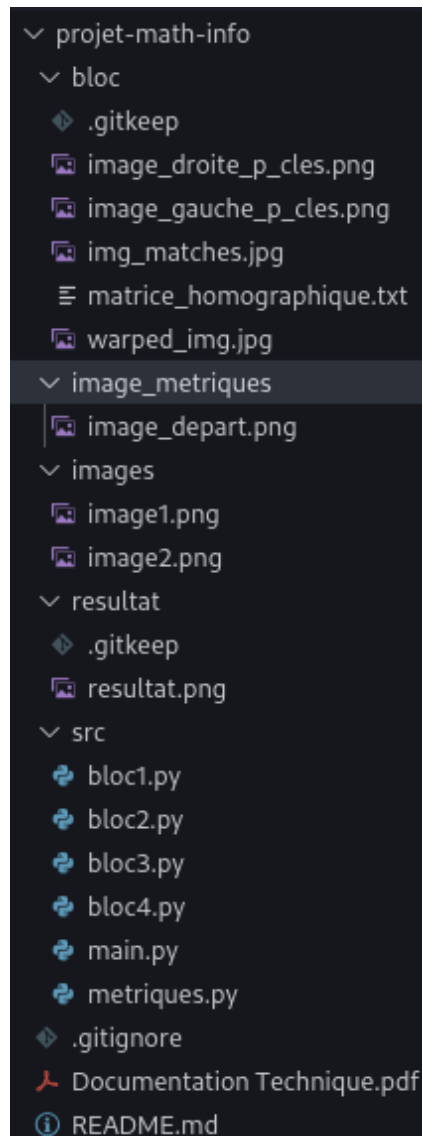 projet-math-info
bloc
.gitkeep
image_droite_p_cles.png
image_gauche_p_cles.png
img_matches.jpg
matrice_homographique.txt
warped_img.jpg
image_metriques
image_depart.png
images
image1.png
image2.png
resultat
.gitkeep
resultat.png
src
bloc1.py
bloc2.py
bloc3.py
bloc4.py
main.py
metriques.py
.gitignore
Documentation Technique.pdf
README.md